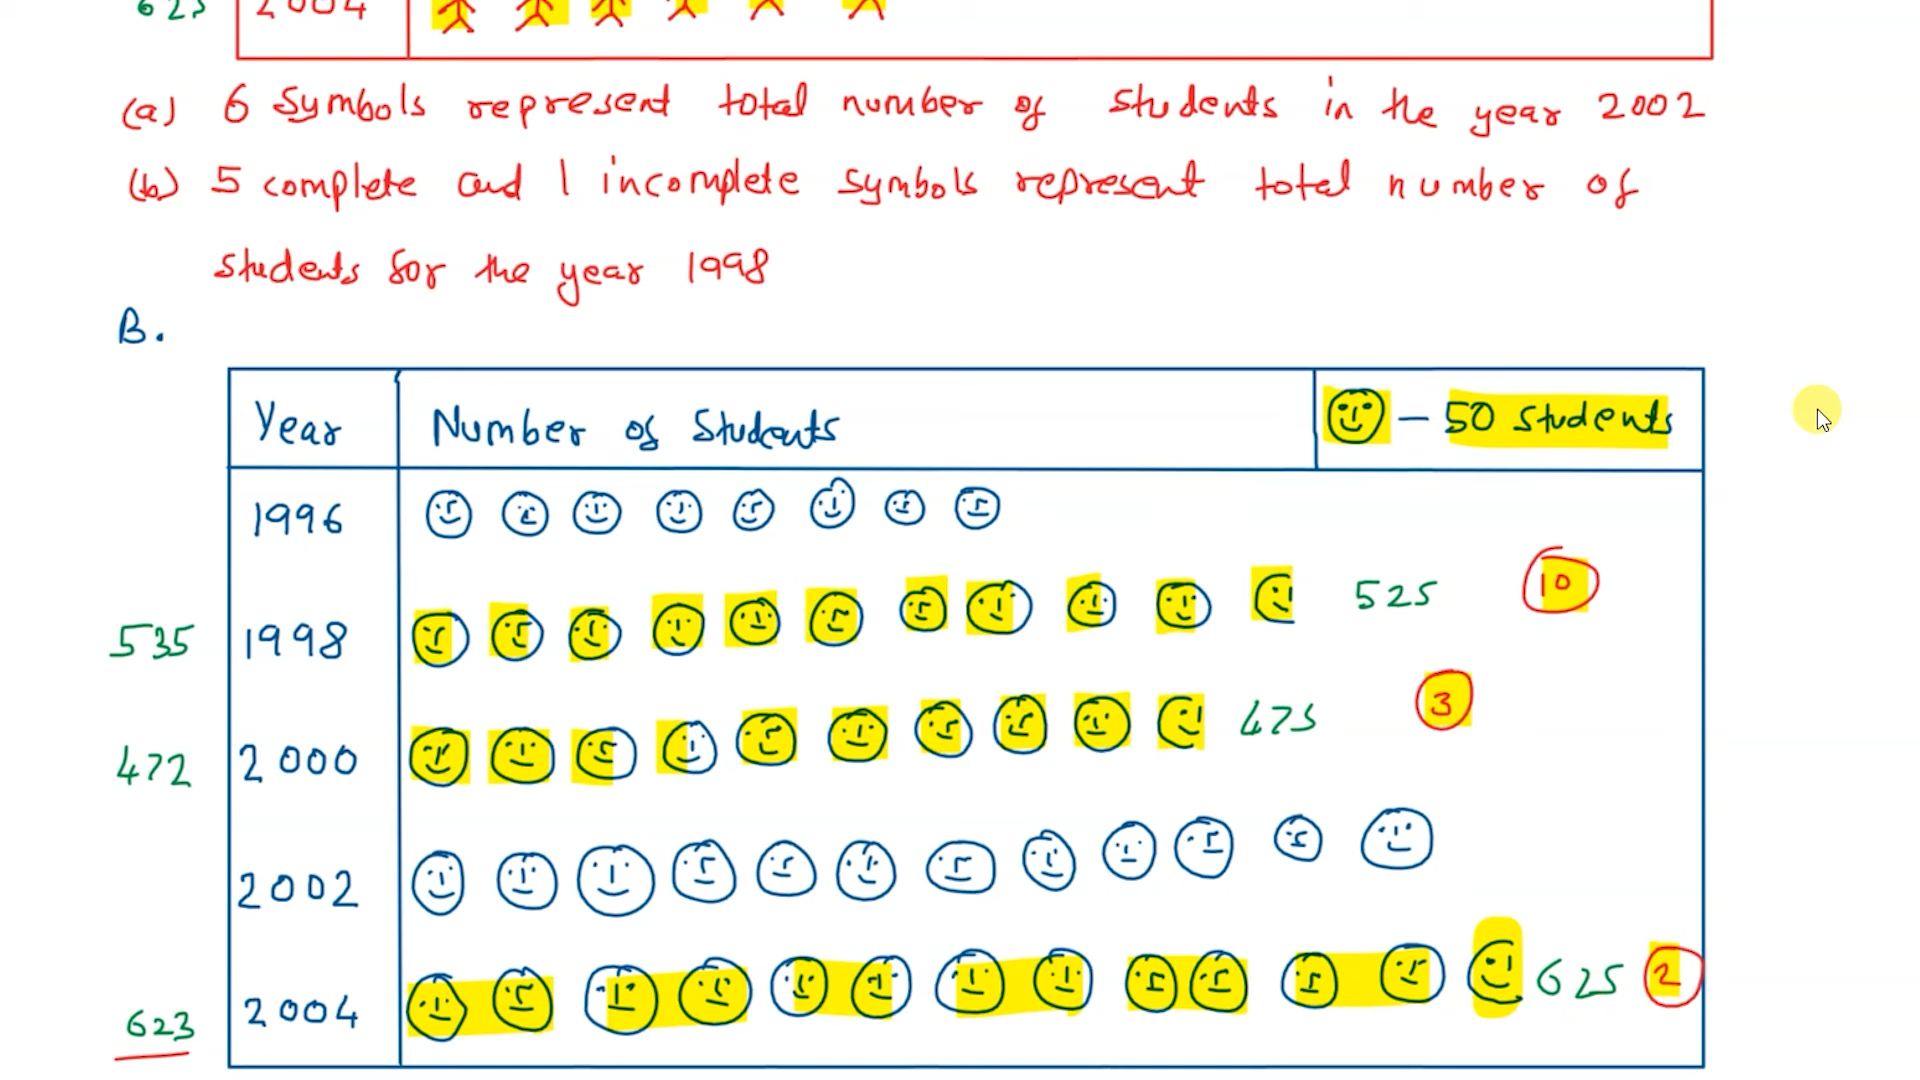 623 2004
(a) 6 symbols represent total number of students in the year 2002
(b) 5 complete and 1 incomplete symbols represent total number of
students for the year 1998
B.
Year Number of Students - 50 students
1996
535 1998 525 10
472 2000 475 3
2002
623 2004 625 2